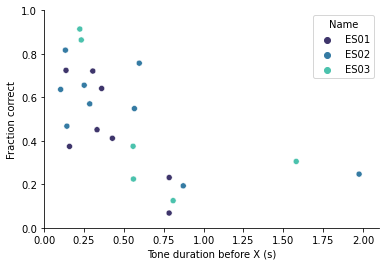 Name
ES01
ES02
ES03
Fraction correct
1.0
0.8
0.6
0.4
0.2
0.0
0.00 0.25 0.50 0.75 1.00 1.25 1.50 1.75 2.00
Tone duration before X (s)